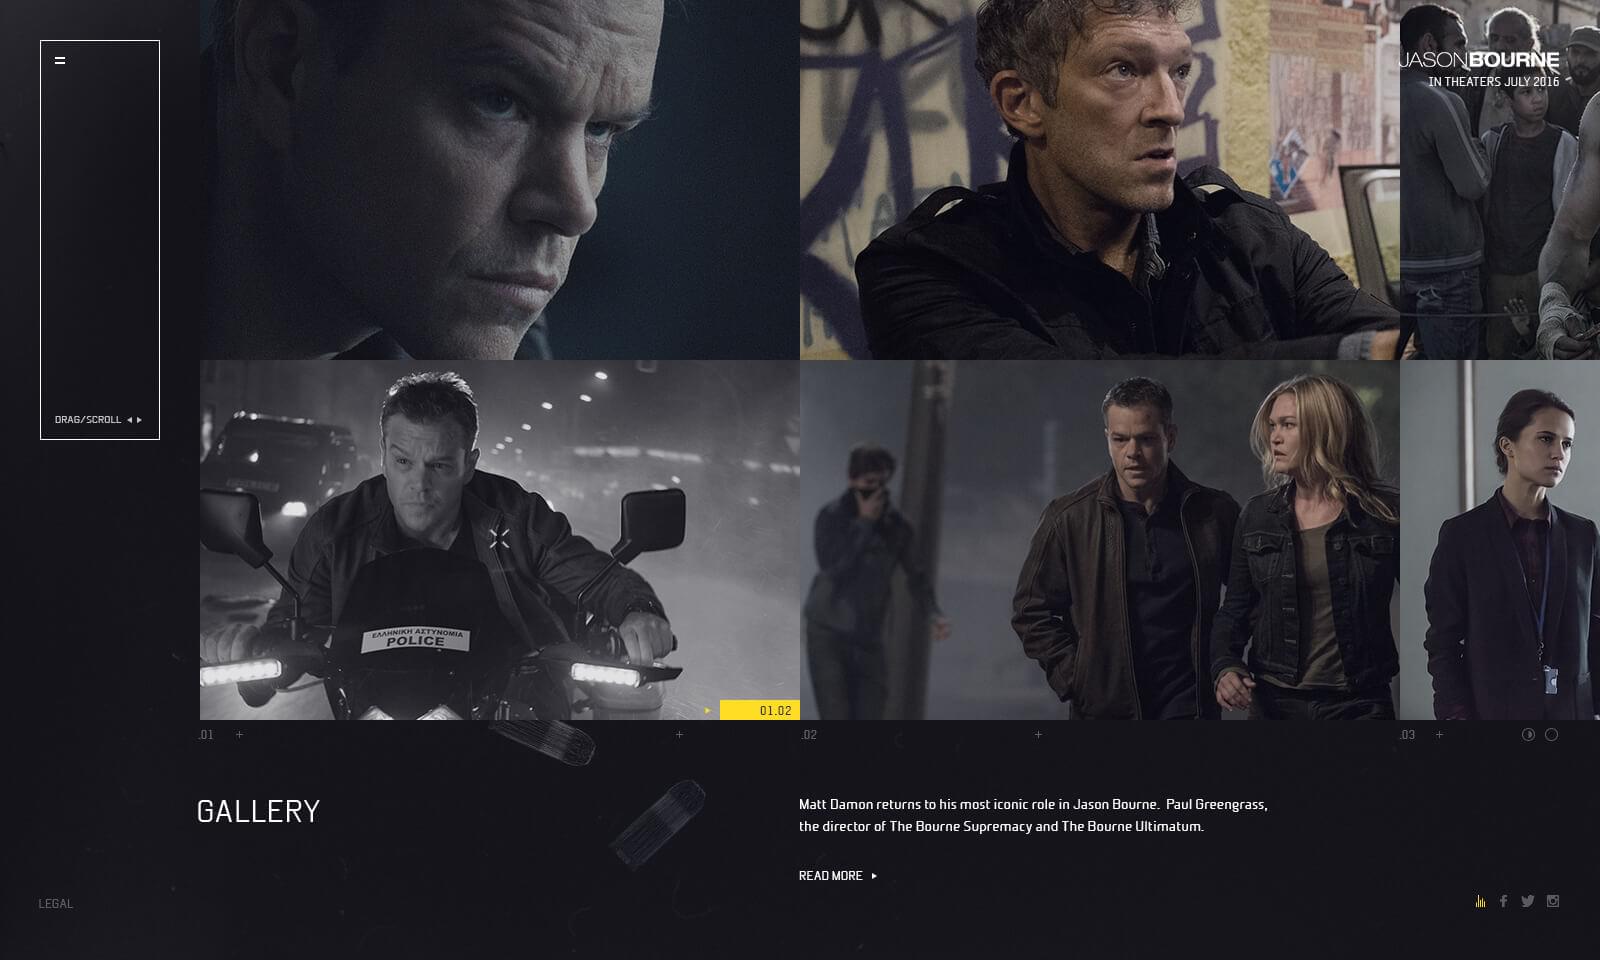 JASONBOURNE
IN THEATERS JULY 2016
DRAG/SCROLL
ΕΛΛΗΝΙΚΗ ΑΣΤΥΝΟΜΙΑ
POLICE
01.02
.01
.02
.03
GALLERY
Matt Damon returns to his most iconic role in Jason Bourne. Paul Greengrass,
the director of The Bourne Supremacy and The Bourne Ultimatum.
READ MORE
LEGAL